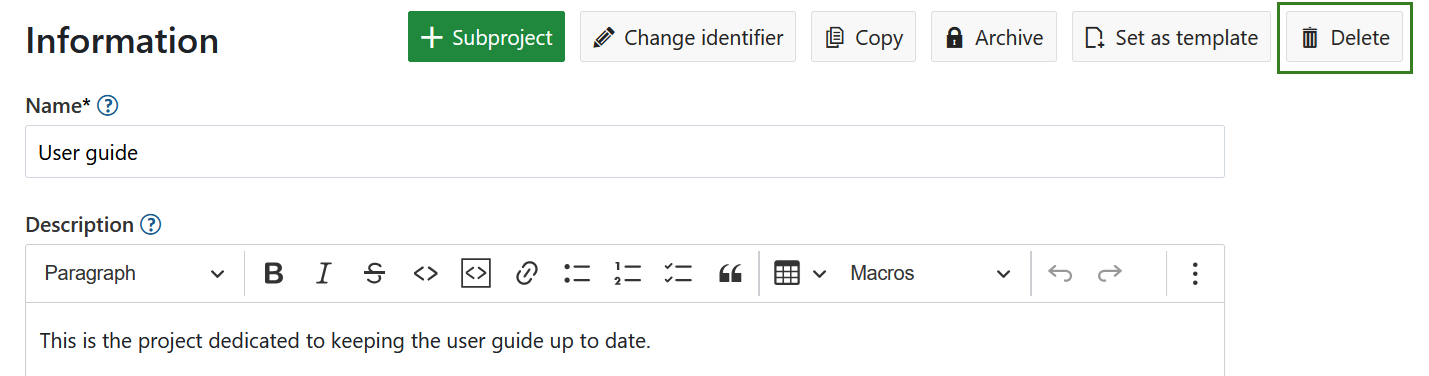 Information
Subproject
Change identifier
Copy
Archive
Set as template
Delete
Name*
User guide
Description
Paragraph
Macros
This is the project dedicated to keeping the user guide up to date.